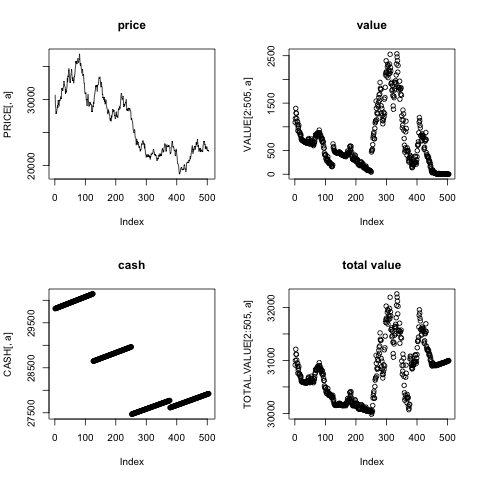 price
PRICE[, a]
20000 30000
0 100 200 300 400 500
Index
value
VALUE[2:505, a]
0 500 1500 2500
0 100 200 300 400 500
Index
cash
CASH[, a]
27500 28500 29500
0 100 200 300 400 500
Index
total value
TOTAL.VALUE[2:505, a]
30000 31000 32000
0 100 200 300 400 500
Index